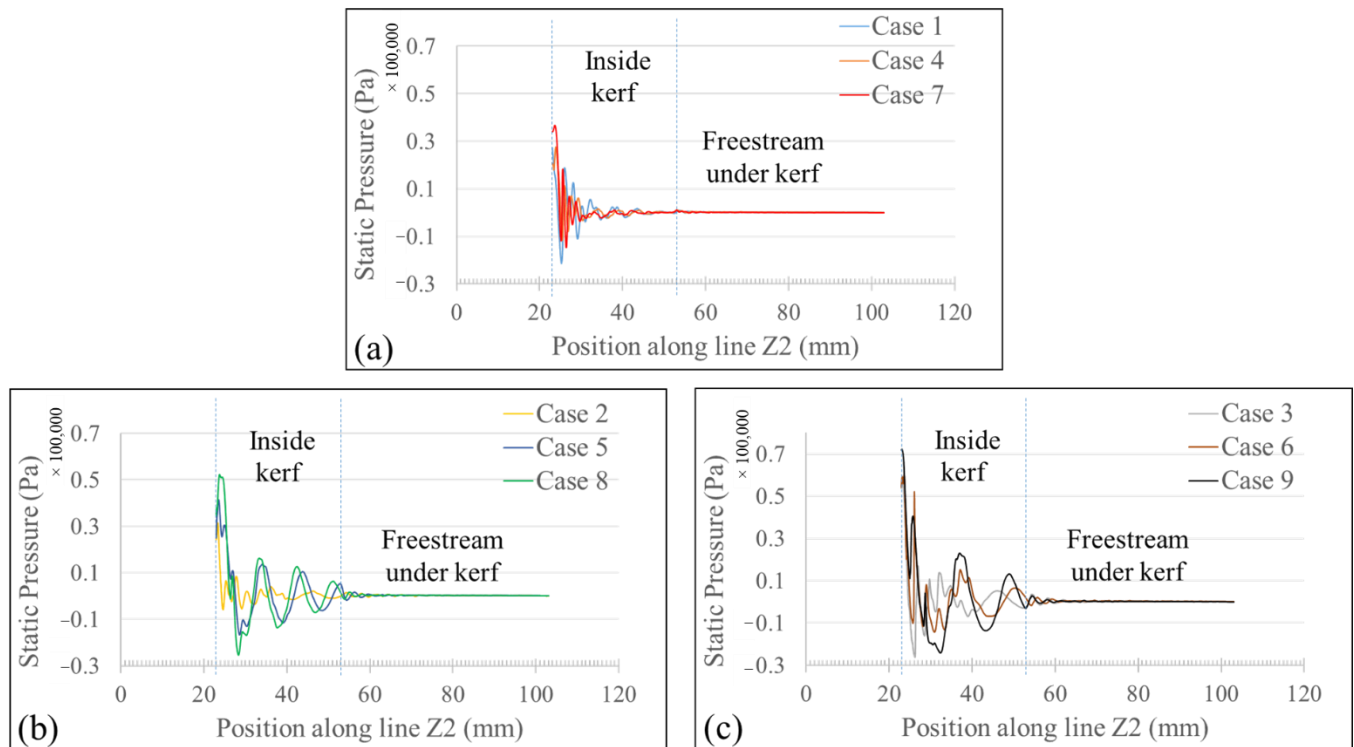 Case 1
Case 4
Case 7
Inside
kerf
Freestream
under kerf
Static Pressure (Pa)
× 100,000
0.7
0.5
0.3
0.1
−0.1
−0.3
0 20 40 60 80 100 120
Position along line Z2 (mm)
(a)
Case 2
Case 5
Case 8
Inside
kerf
Freestream
under kerf
Static Pressure (Pa)
× 100,000
0.7
0.5
0.3
0.1
−0.1
−0.3
0 20 40 60 80 100 120
Position along line Z2 (mm)
(b)
Case 3
Case 6
Case 9
Inside
kerf
Freestream
under kerf
Static Pressure (Pa)
× 100,000
0.7
0.5
0.3
0.1
−0.1
−0.3
0 20 40 60 80 100 120
Position along line Z2 (mm)
(c)